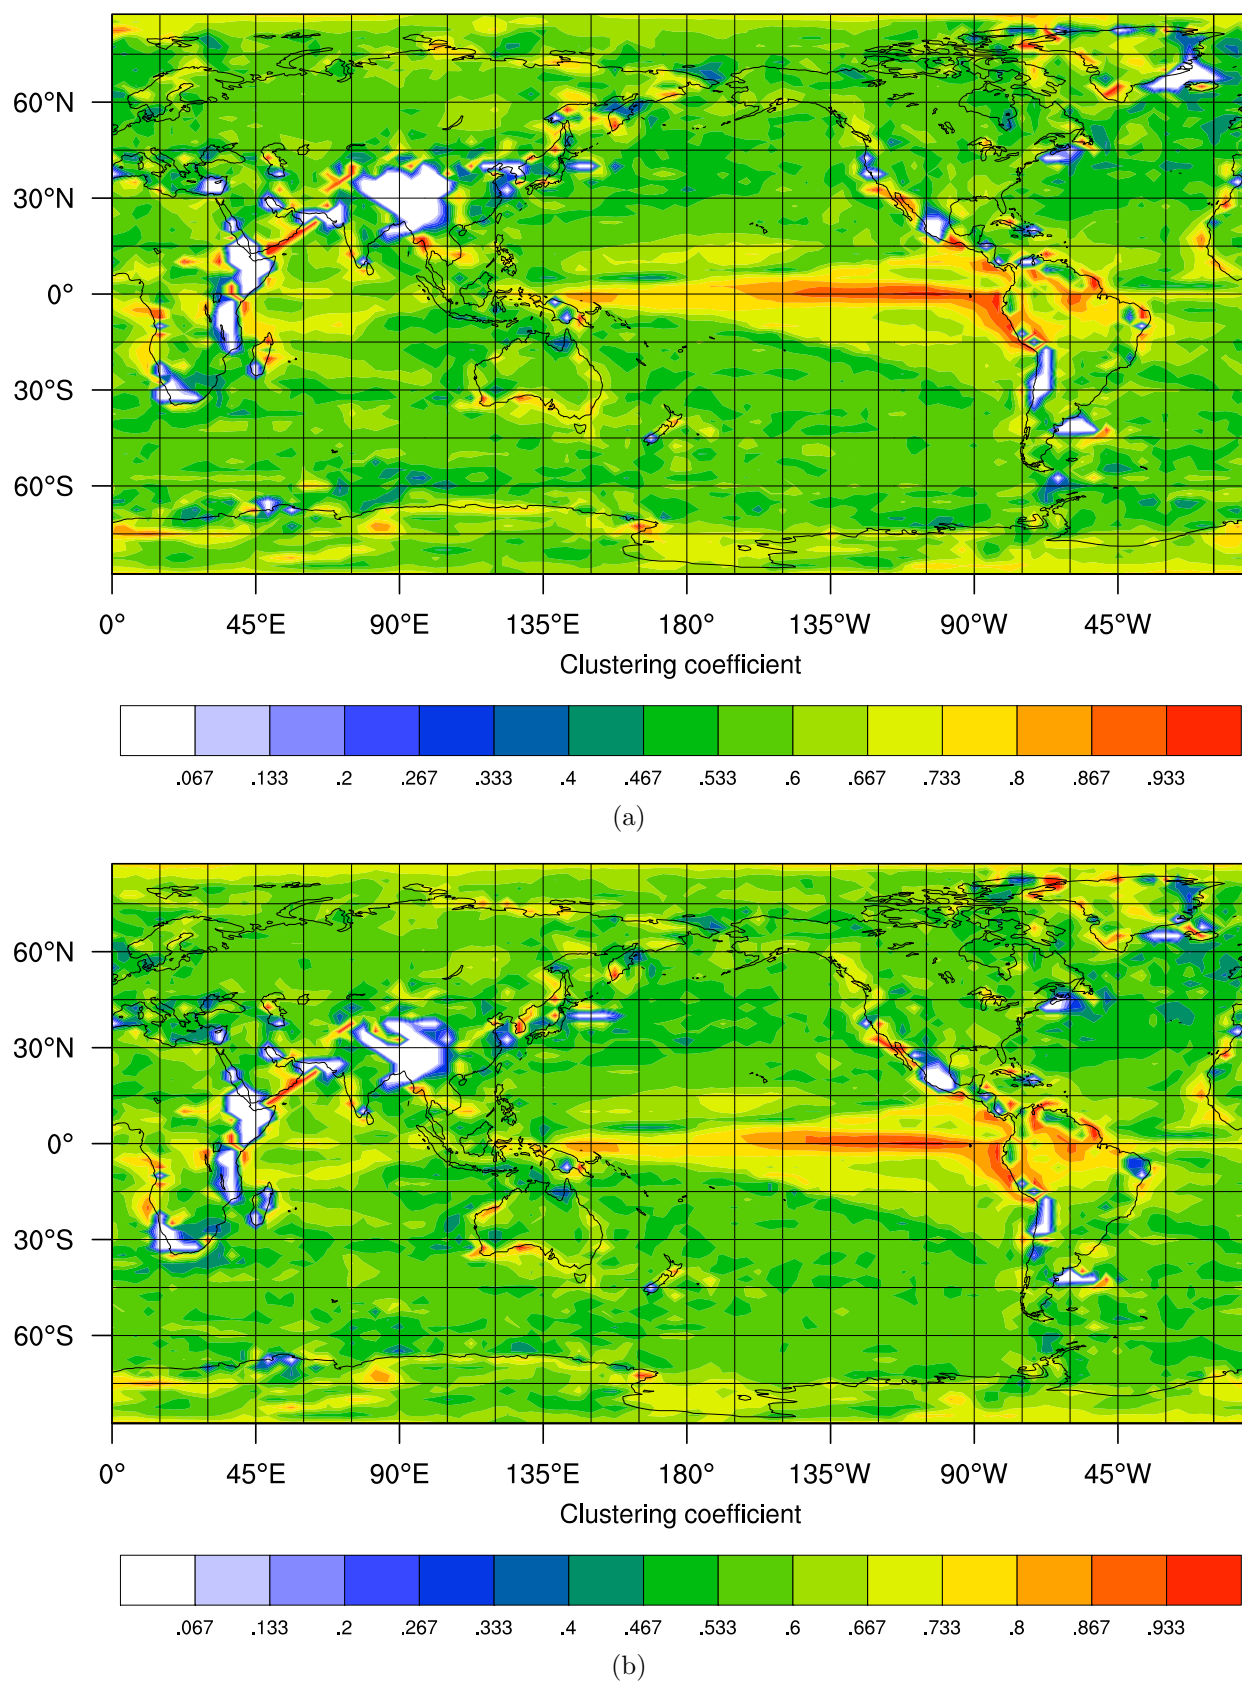 60°N
30°N
0°
30°S
60°S
0° 45°E 90°E 135°E 180° 135°W 90°W 45°W
Clustering coefficient
.067 .133 .2 .267 .333 .4 .467 .533 .6 .667 .733 .8 .867 .933
(a)
60°N
30°N
0°
30°S
60°S
0° 45°E 90°E 135°E 180° 135°W 90°W 45°W
Clustering coefficient
.067 .133 .2 .267 .333 .4 .467 .533 .6 .667 .733 .8 .867 .933
(b)